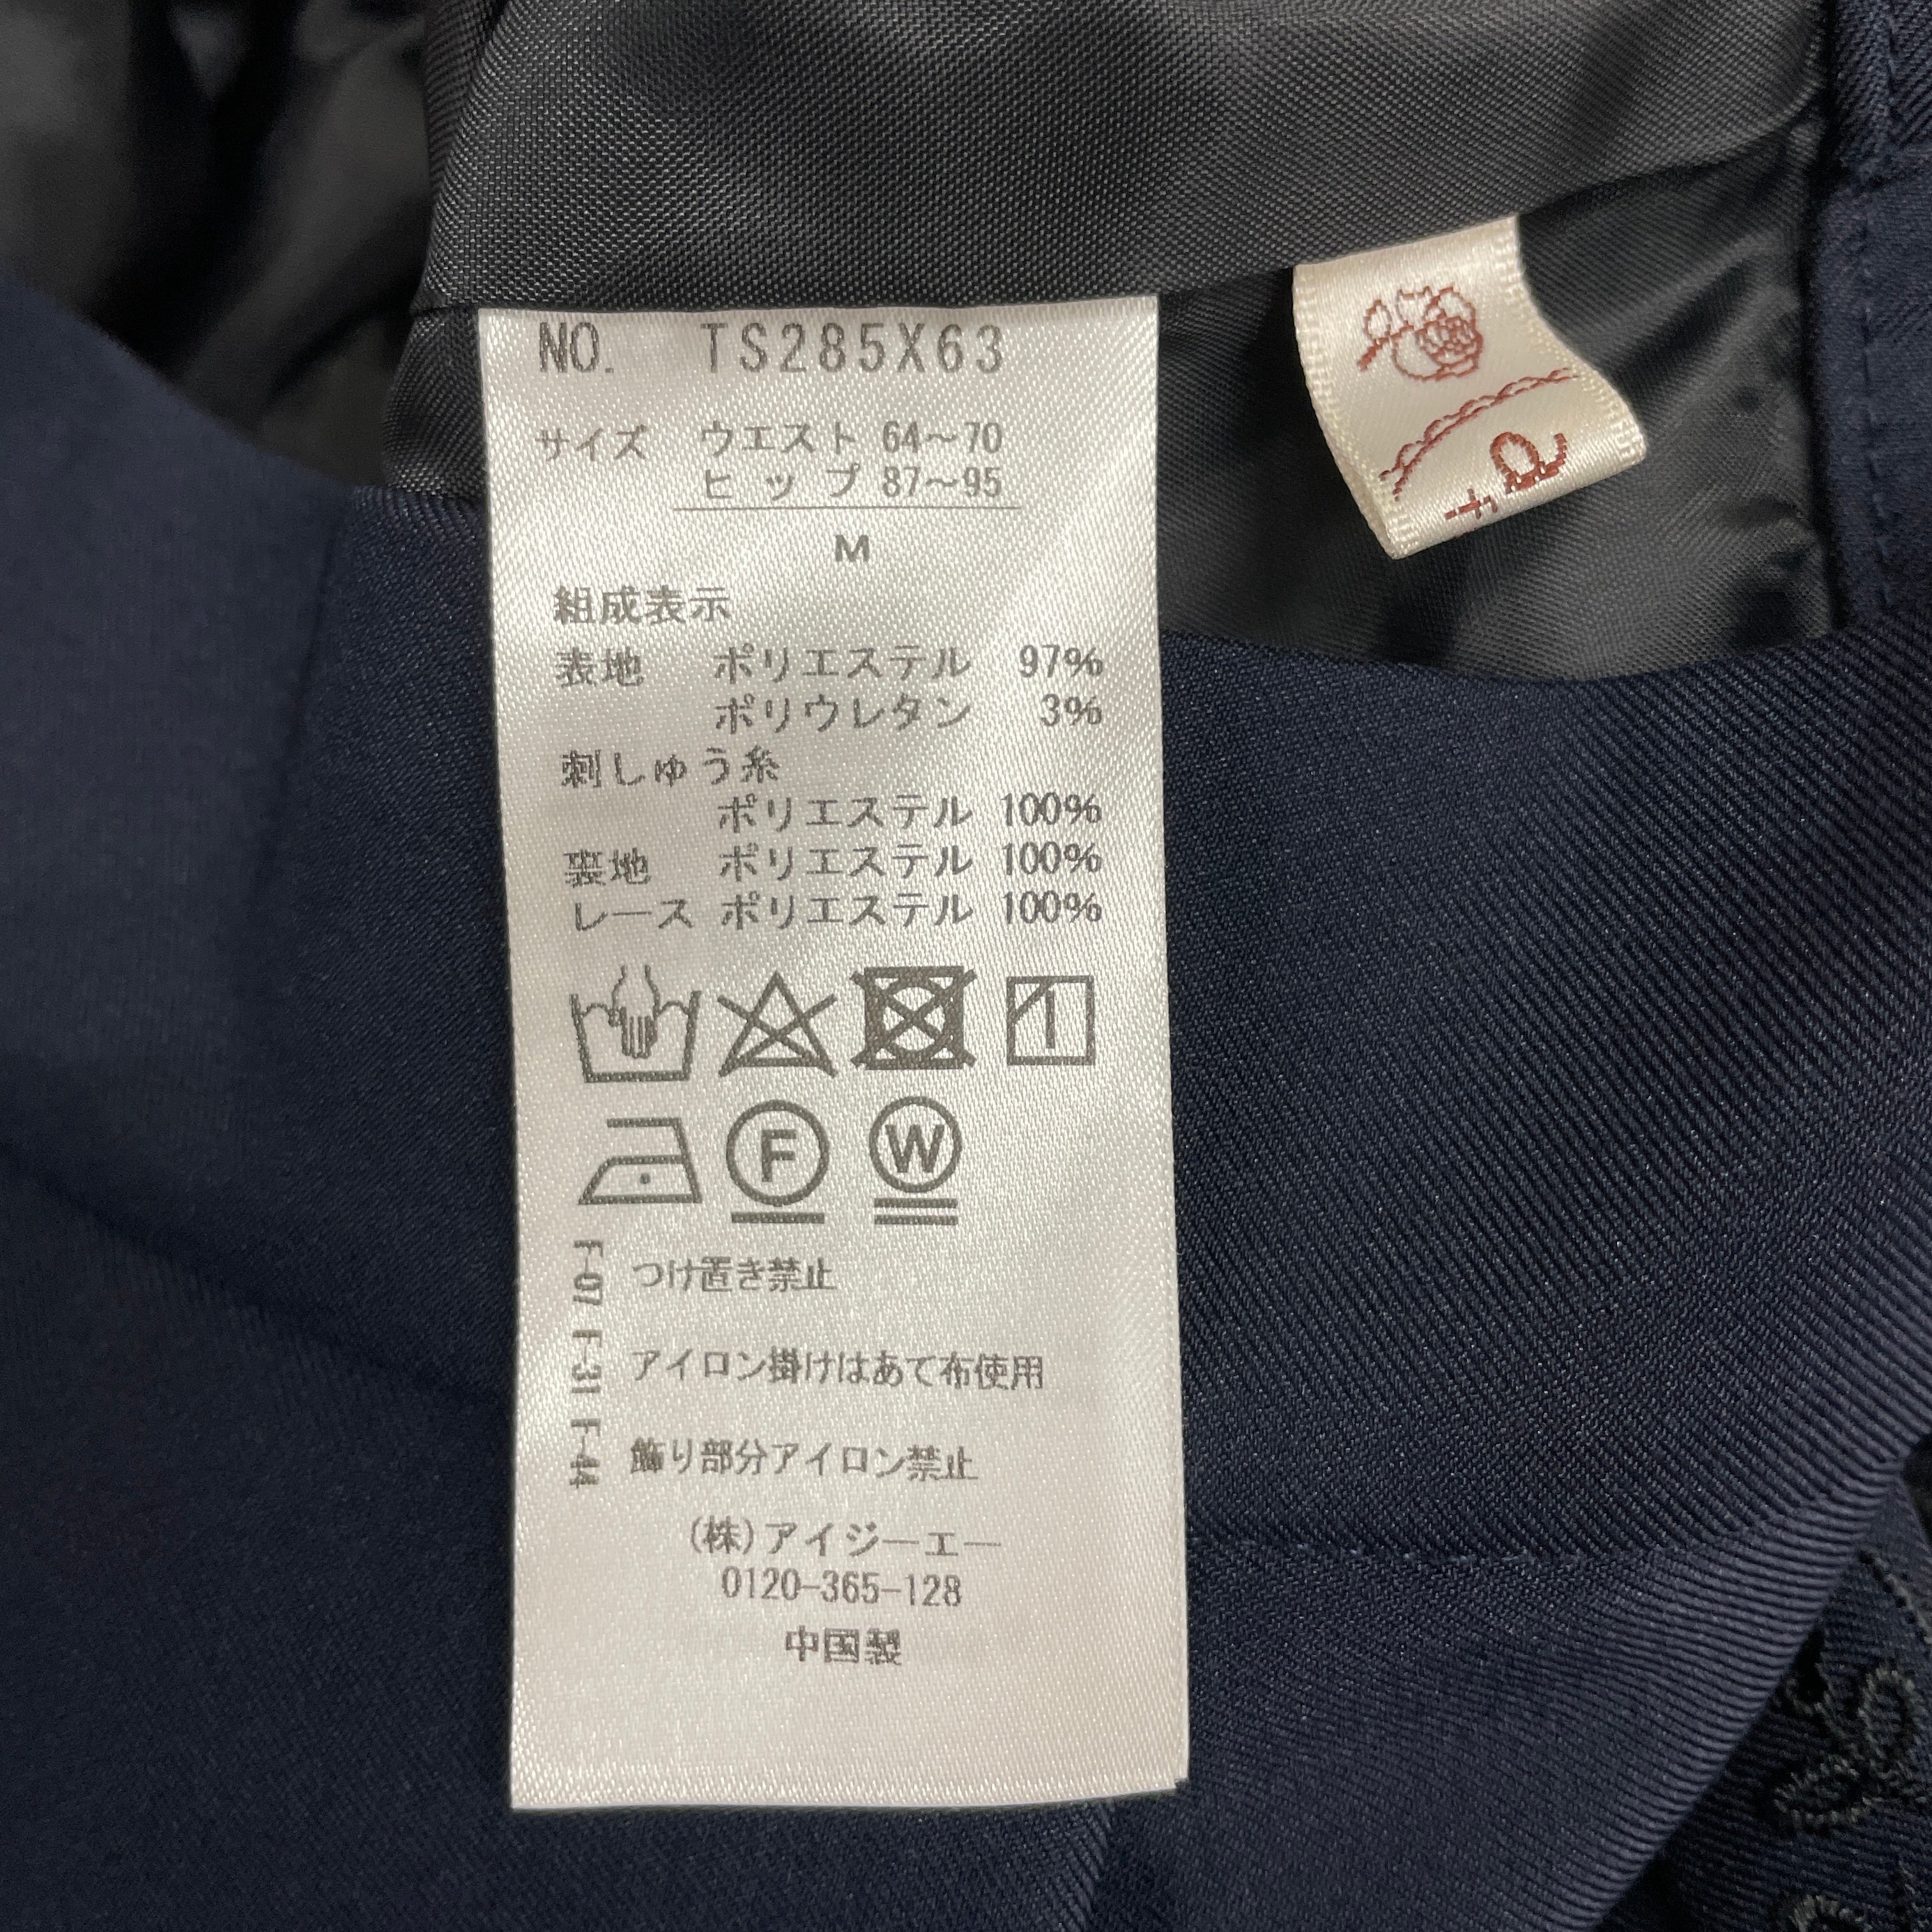 NO. TS285X63
サイズ ウエスト 64～70
ヒップ 87～95
M
組成表示
表地 ポリエステル 97%
ポリウレタン 3%
刺しゅう糸
ポリエステル 100%
裏地 ポリエステル 100%
レース ポリエステル 100%
F
W
F-07 F-31 F-44
つけ置き禁止
アイロン掛けはあて布使用
飾り部分アイロン禁止
(株)アイジーエー
0120-365-128
中国製